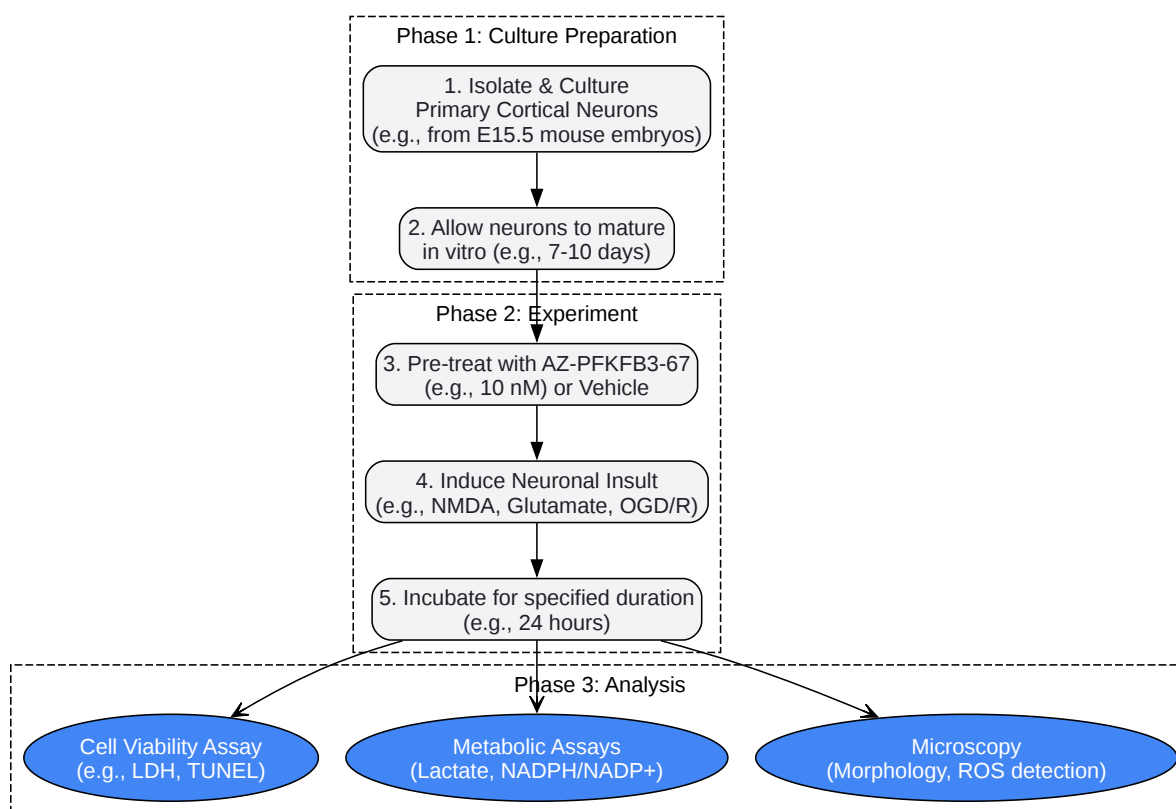 Phase 1: Culture Preparation
1. Isolate & Culture
Primary Cortical Neurons
(e.g., from E15.5 mouse embryos)
2. Allow neurons to mature
in vitro (e.g., 7-10 days)
Phase 2: Experiment
3. Pre-treat with AZ-PFKFB3-67
(e.g., 10 nM) or Vehicle
4. Induce Neuronal Insult
(e.g., NMDA, Glutamate, OGD/R)
5. Incubate for specified duration
(e.g., 24 hours)
Phase 3: Analysis
Cell Viability Assay
(e.g., LDH, TUNEL)
Metabolic Assays
(Lactate, NADPH/NADP+)
Microscopy
(Morphology, ROS detection)